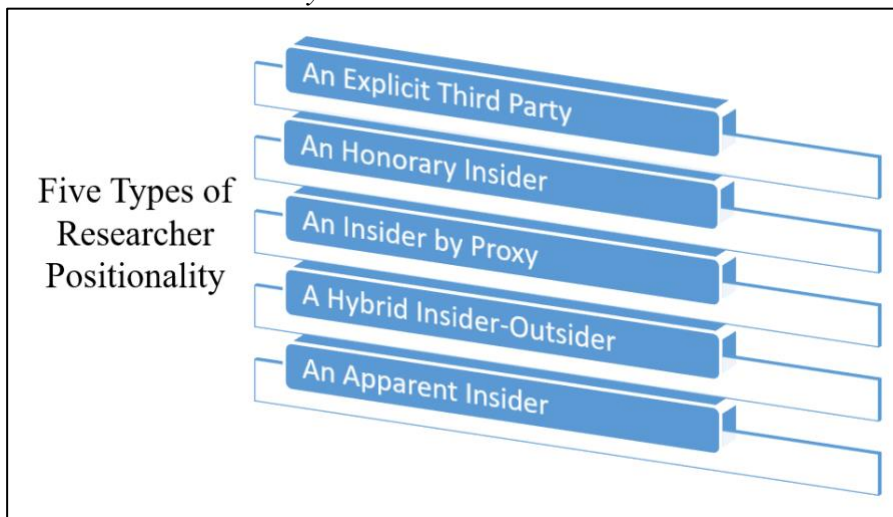 Five Types of
Researcher
Positionality
An Explicit Third Party
An Honorary Insider
An Insider by Proxy
A Hybrid Insider-Outsider
An Apparent Insider